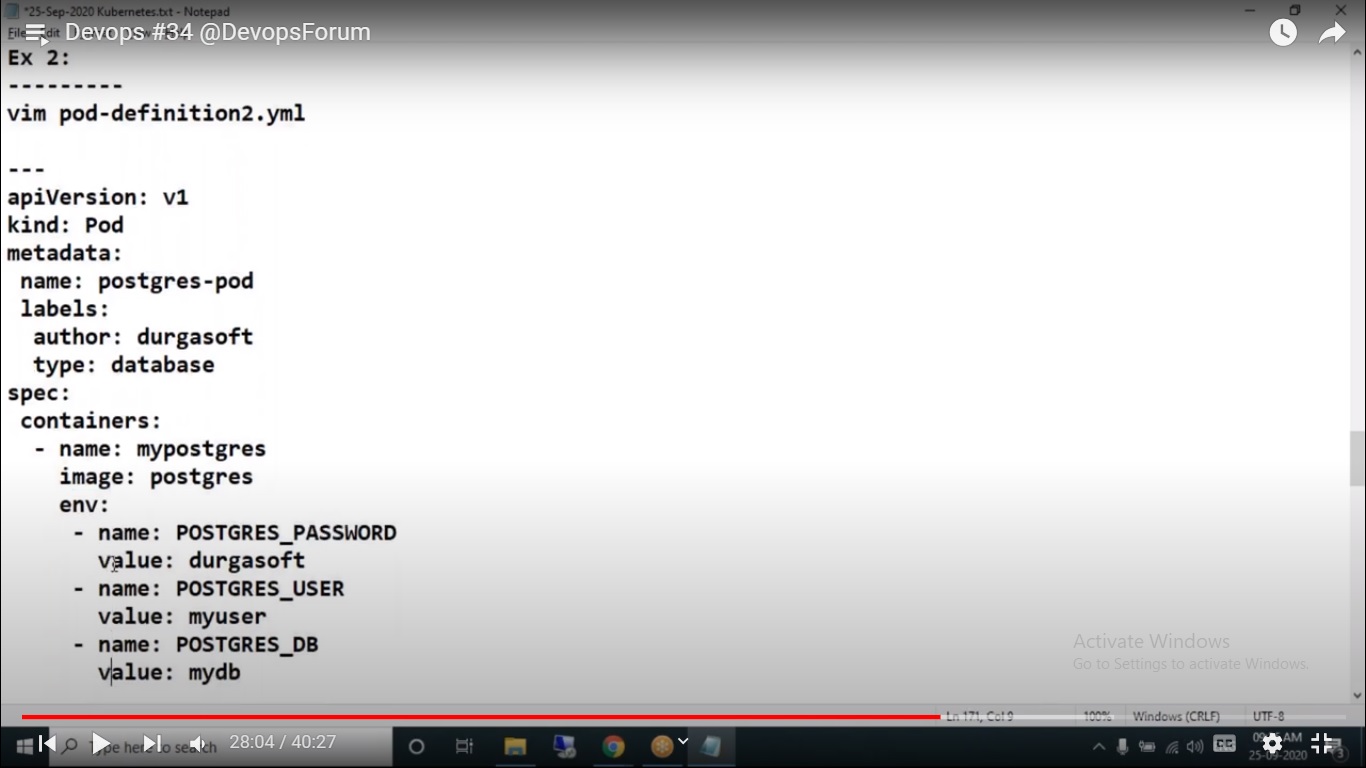 *25-Sep-2020 Kubernetes.txt - Notepad
Devops #34 @DevopsForum
Ex 2:
---------
vim pod-definition2.yml
---
apiVersion: v1
kind: Pod
metadata:
 name: postgres-pod
 labels:
  author: durgasoft
  type: database
spec:
 containers:
  - name: mypostgres
    image: postgres
    env:
     - name: POSTGRES_PASSWORD
       value: durgasoft
     - name: POSTGRES_USER
       value: myuser
     - name: POSTGRES_DB
       value: mydb
Activate Windows
Go to Settings to activate Windows.
Ln 171, Col 9 100% Windows (CRLF) UTF-8
Type here to search
28:04 / 40:27
CC
AM
25-09-2020
3